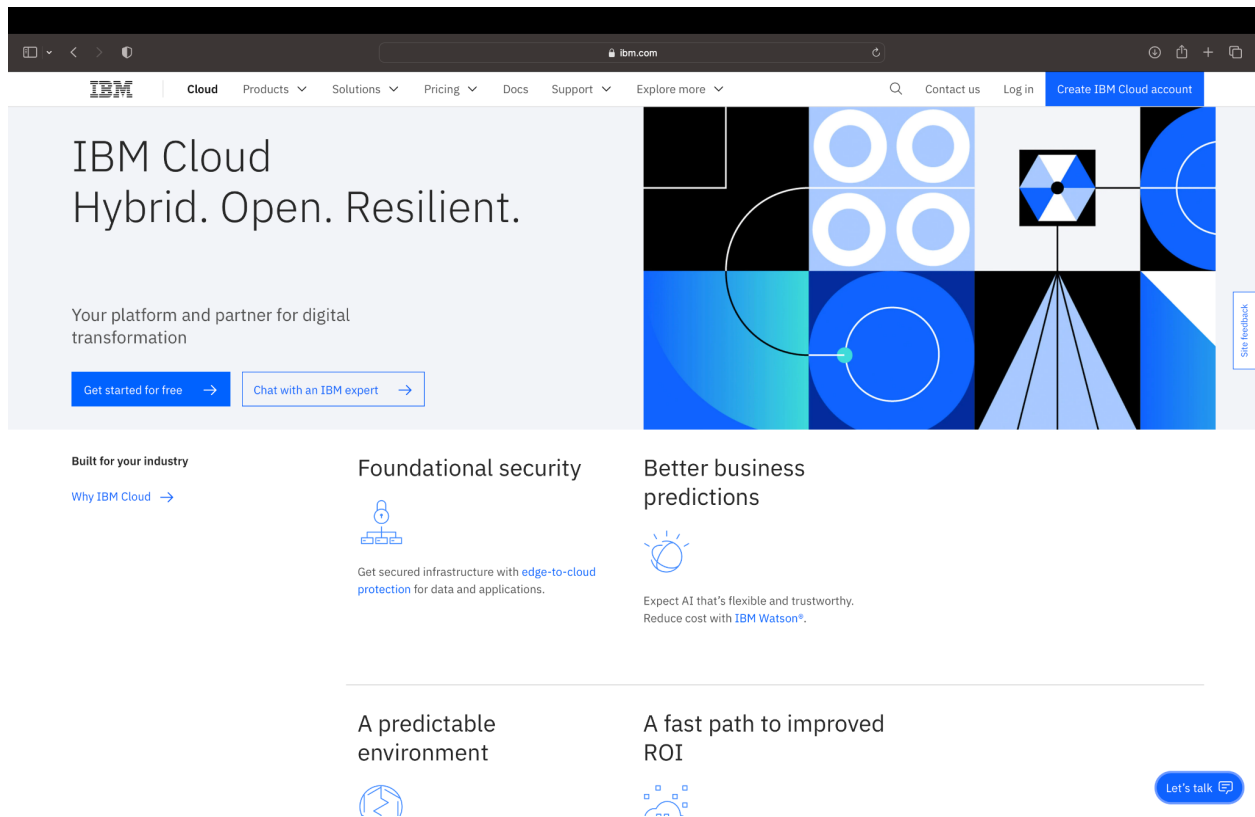 ibm.com
IBM
Cloud
Products
Solutions
Pricing
Docs
Support
Explore more
Contact us
Log in
Create IBM Cloud account
IBM Cloud
Hybrid. Open. Resilient.
Your platform and partner for digital
transformation
Get started for free
Chat with an IBM expert
Site feedback
Built for your industry
Why IBM Cloud
Foundational security
Get secured infrastructure with edge-to-cloud
protection for data and applications.
Better business
predictions
Expect AI that's flexible and trustworthy.
Reduce cost with IBM Watson®.
A predictable
environment
A fast path to improved
ROI
Let's talk